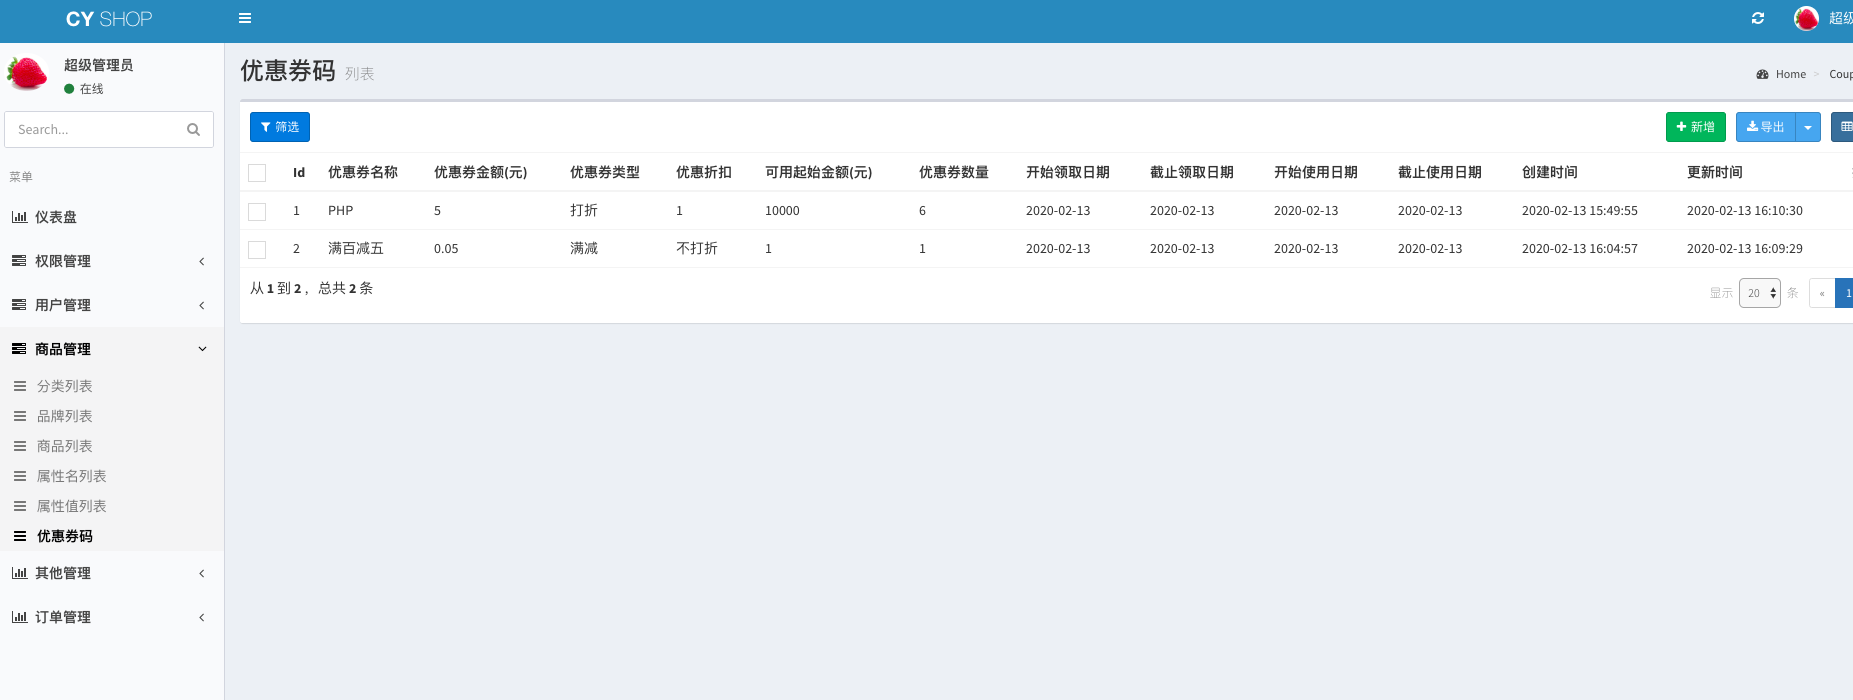 CY SHOP
超级
超级管理员
在线
Search...
菜单
仪表盘
权限管理
用户管理
商品管理
分类列表
品牌列表
商品列表
属性名列表
属性值列表
优惠券码
其他管理
订单管理
优惠券码 列表
Home > Coup
筛选
新增 导出
Id 优惠券名称 优惠券金额(元) 优惠券类型 优惠折扣 可用起始金额(元) 优惠券数量 开始领取日期 截止领取日期 开始使用日期 截止使用日期 创建时间 更新时间
1 PHP 5 打折 1 10000 6 2020-02-13 2020-02-13 2020-02-13 2020-02-13 2020-02-13 15:49:55 2020-02-13 16:10:30
2 满百减五 0.05 满减 不打折 1 1 2020-02-13 2020-02-13 2020-02-13 2020-02-13 2020-02-13 16:04:57 2020-02-13 16:09:29
从 1 到 2 ，总共 2 条
显示 20 条 « 1